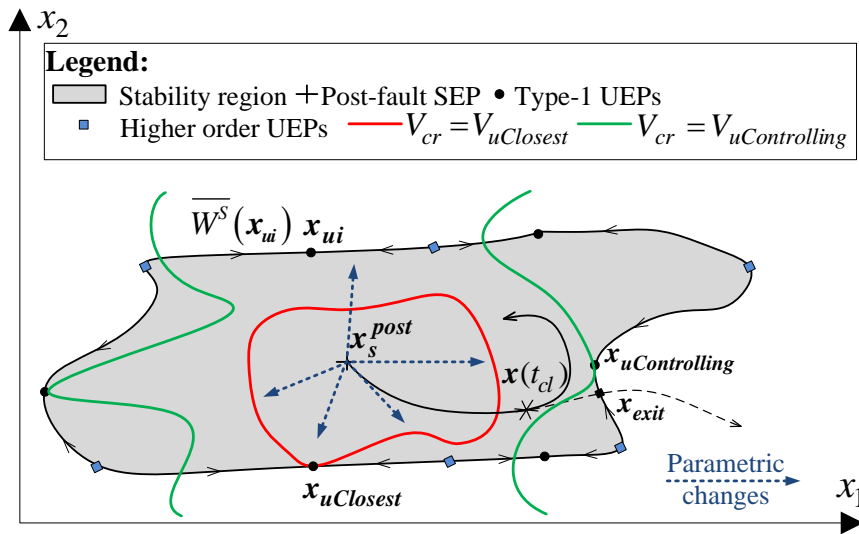 x₂
Legend:
Stability region Post-fault SEP Type-1 UEPs
Higher order UEPs V_cr = V_uClosest V_cr = V_uControlling
W^S(x_ui) x_ui
x_s^post
x(t_cl)
x_uControlling
x_exit
x_uClosest
Parametric
changes
x₁